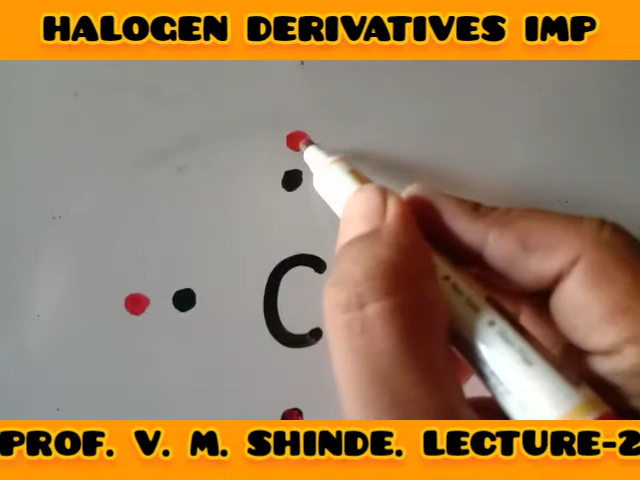 HALOGEN DERIVATIVES IMP
C
PROF. V. M. SHINDE. LECTURE-2